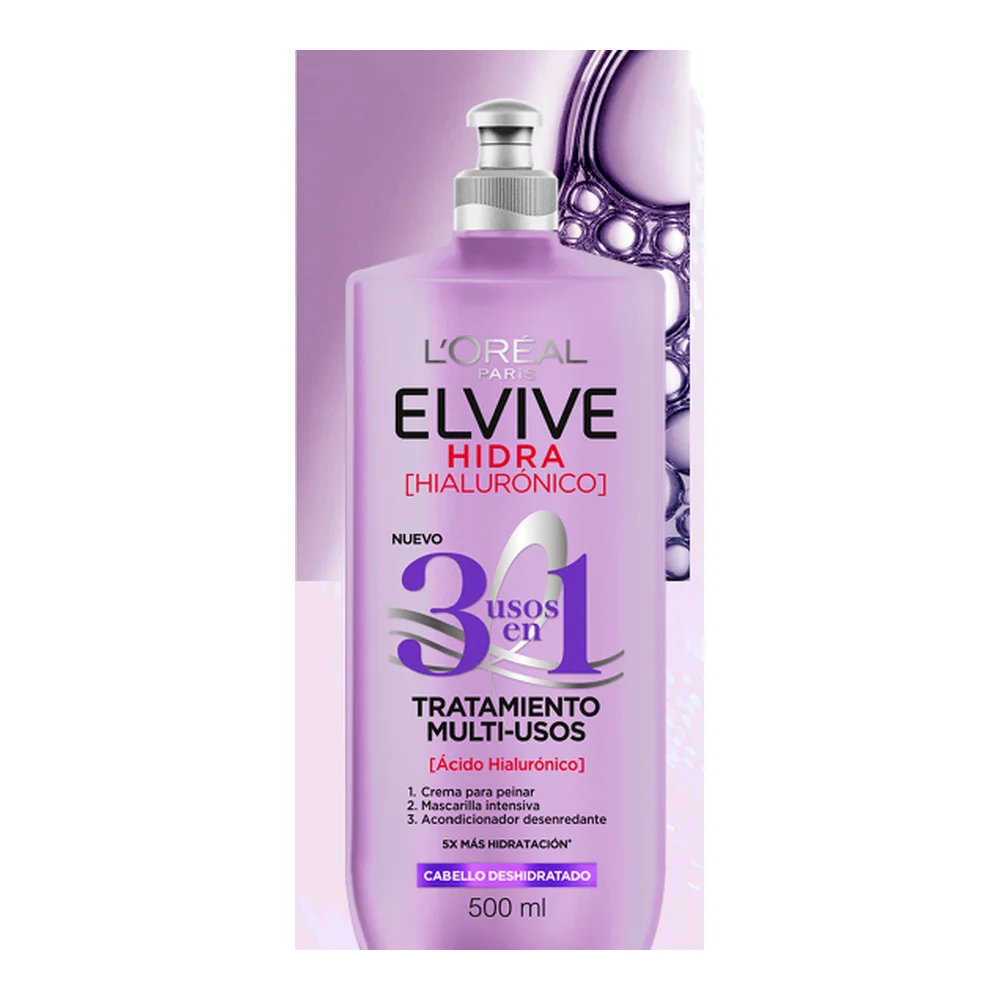 L'ORÉAL
PARIS
ELVIVE
HIDRA
[HIALURÓNICO]
NUEVO
3 usos en 1
TRATAMIENTO
MULTI-USOS
[Ácido Hialurónico]
1. Crema para peinar
2. Mascarilla intensiva
3. Acondicionador desenredante
5X MÁS HIDRATACIÓN*
CABELLO DESHIDRATADO
500 ml